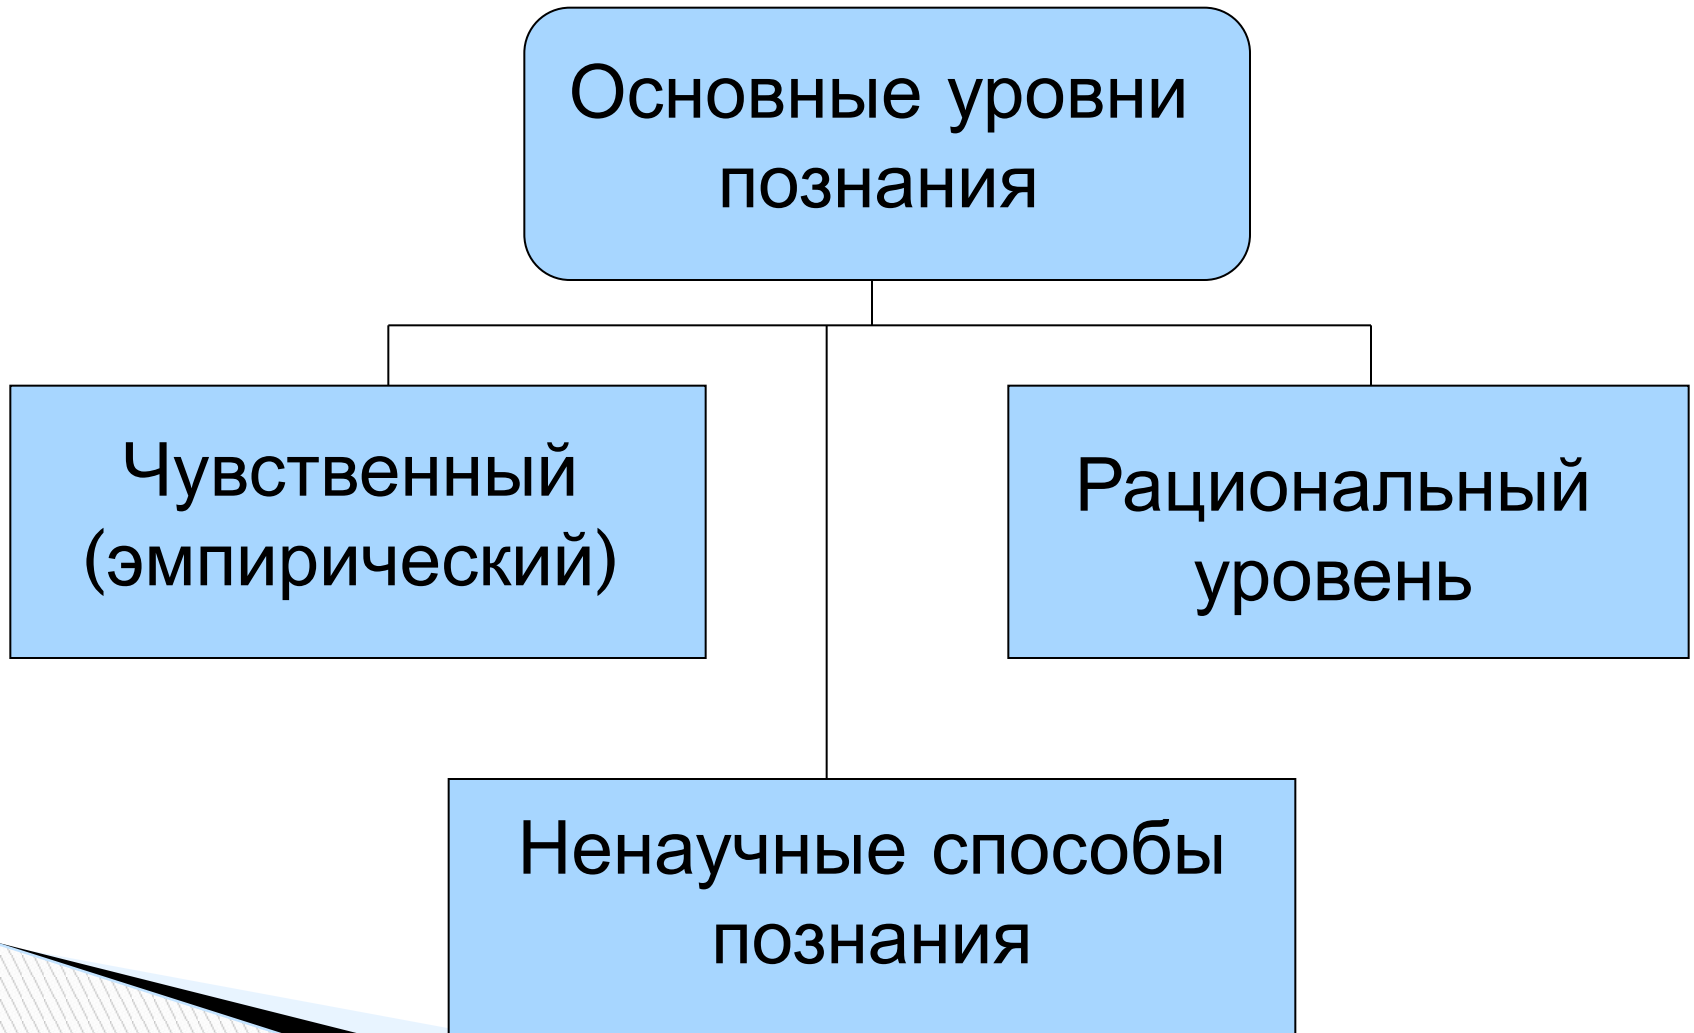 Основные уровни
познания
Чувственный
(эмпирический)
Рациональный
уровень
Ненаучные способы
познания